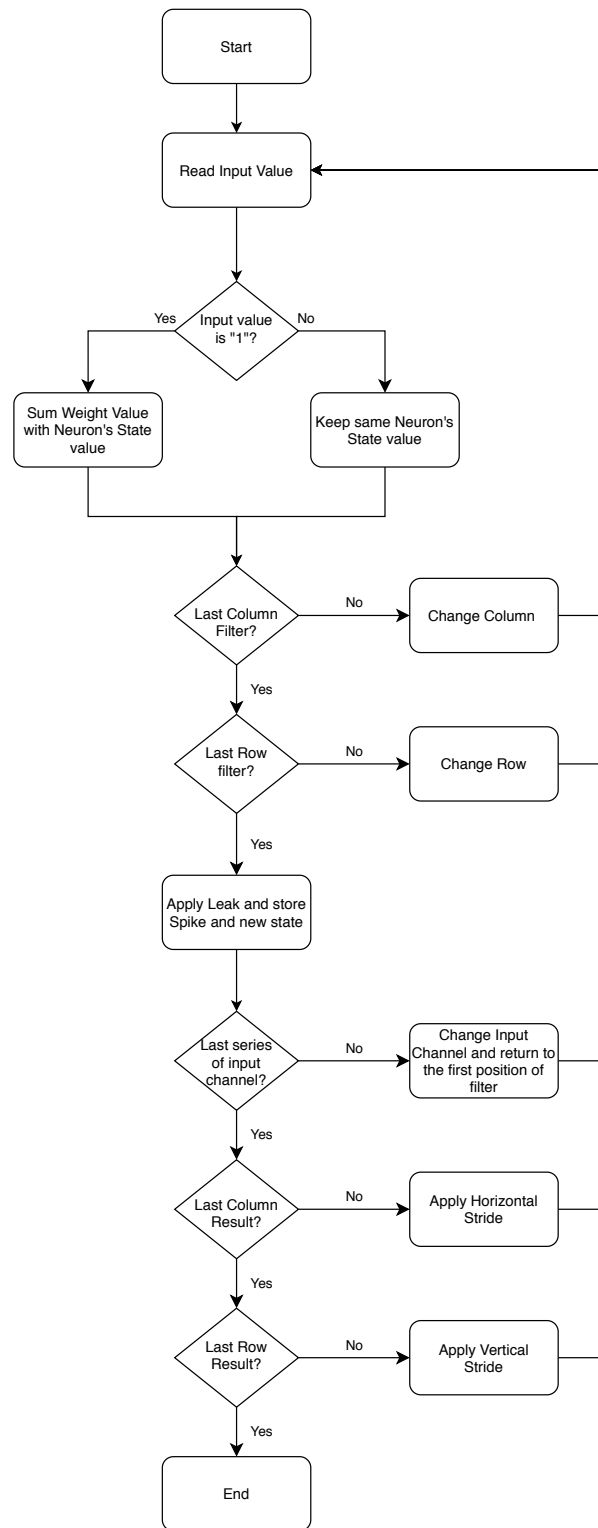 Start
Read Input Value
Input value
is "1"?
Yes
No
Sum Weight Value
with Neuron's State
value
Keep same Neuron's
State value
Last Column
Filter?
No
Change Column
Yes
Last Row
filter?
No
Change Row
Yes
Apply Leak and store
Spike and new state
Last series
of input
channel?
No
Change Input
Channel and return to
the first position of
filter
Yes
Last Column
Result?
No
Apply Horizontal
Stride
Yes
Last Row
Result?
No
Apply Vertical
Stride
Yes
End